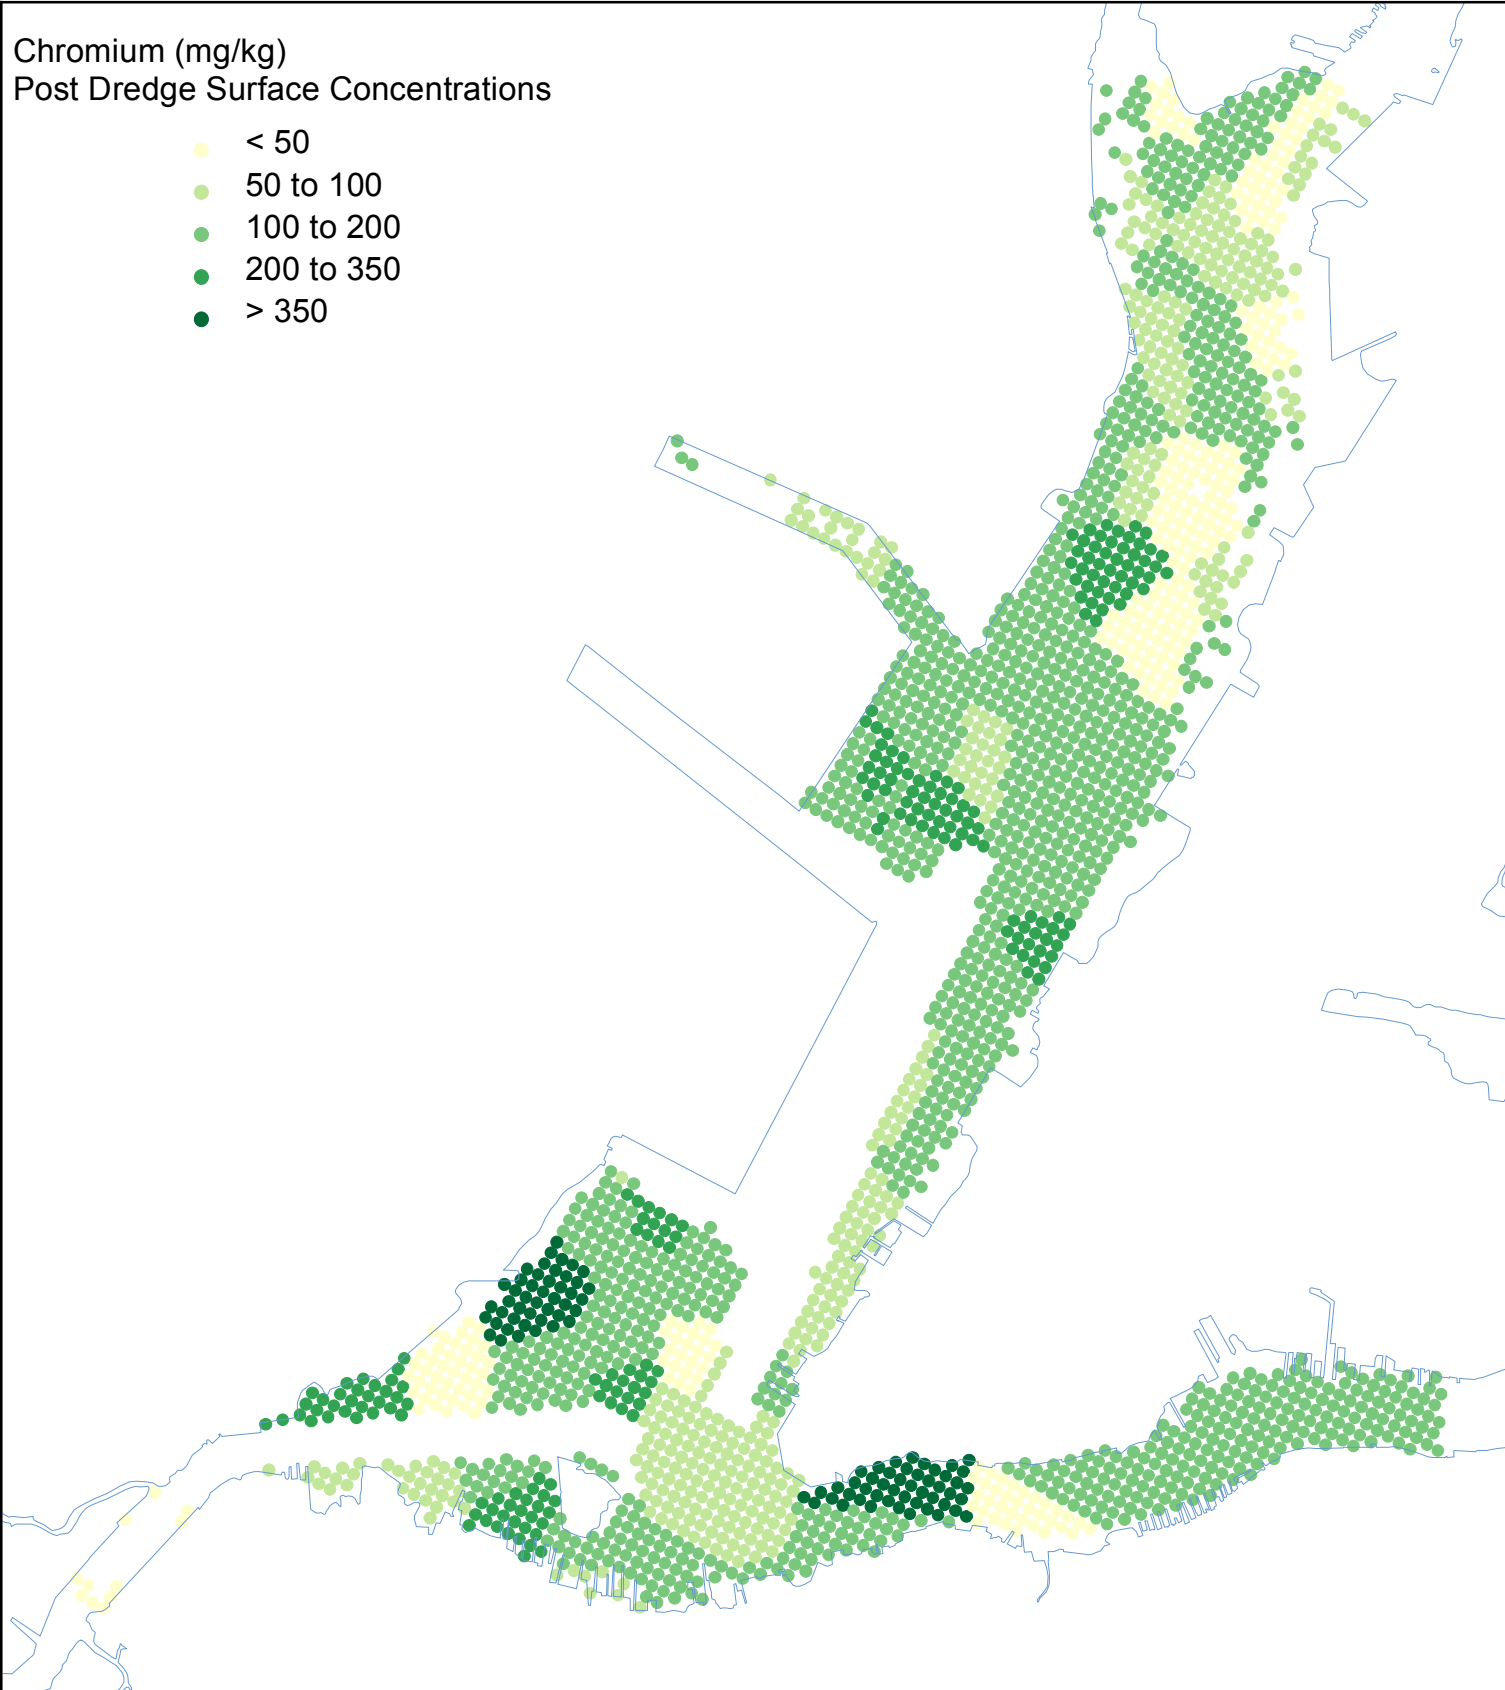 Chromium (mg/kg)
Post Dredge Surface Concentrations
< 50
50 to 100
100 to 200
200 to 350
> 350